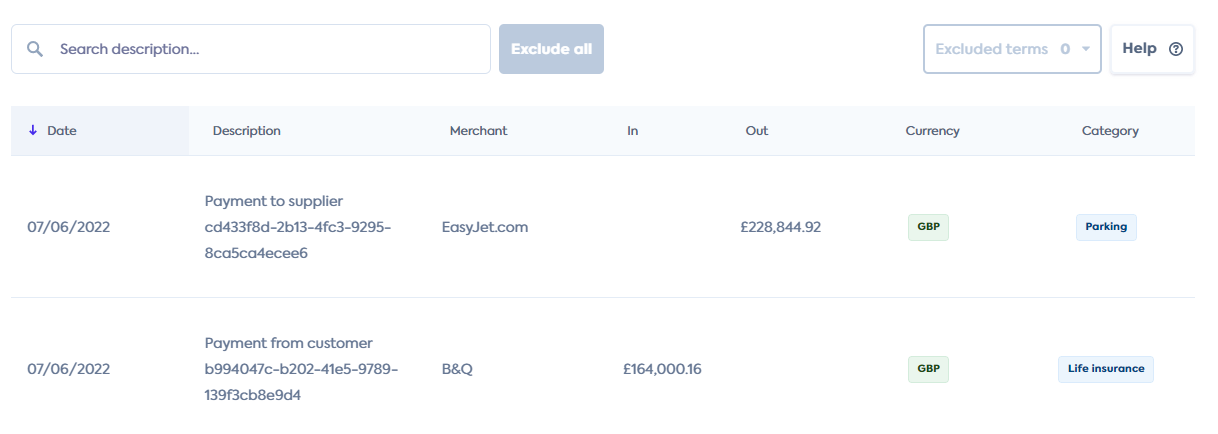 Search description...
Exclude all
Excluded terms 0
Help
Date Description Merchant In Out Currency Category
Payment to supplier
07/06/2022 cd433f8d-2b13-4fc3-9295- EasyJet.com £228,844.92 GBP Parking
8ca5ca4ecee6
Payment from customer
07/06/2022 b994047c-b202-41e5-9789- B&Q £164,000.16 GBP Life insurance
139f3cb8e9d4